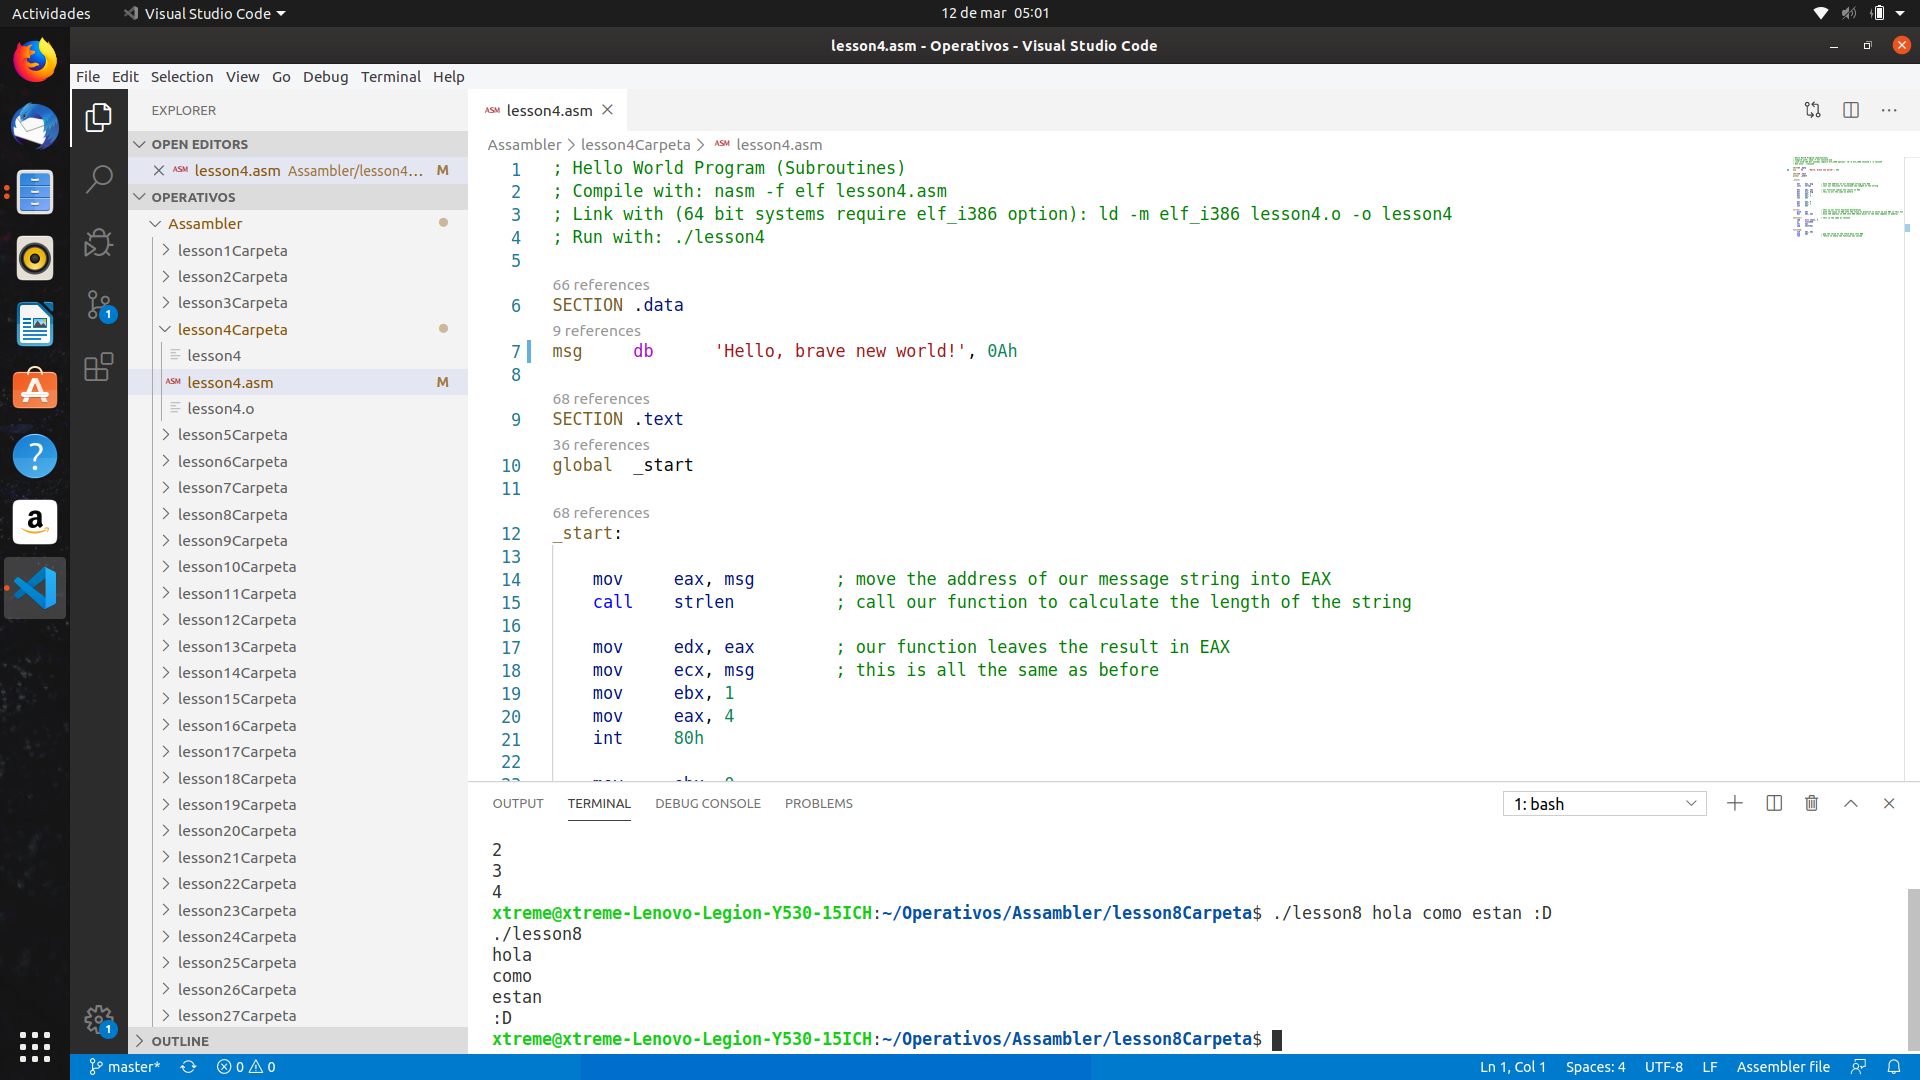 Actividades
Visual Studio Code
12 de mar 05:01
lesson4.asm - Operativos - Visual Studio Code
File Edit Selection View Go Debug Terminal Help
EXPLORER
OPEN EDITORS
ASM lesson4.asm Assambler/lesson4... M
OPERATIVOS
Assambler
lesson1Carpeta
lesson2Carpeta
lesson3Carpeta
lesson4Carpeta
lesson4
ASM lesson4.asm M
lesson4.o
lesson5Carpeta
lesson6Carpeta
lesson7Carpeta
lesson8Carpeta
lesson9Carpeta
lesson10Carpeta
lesson11Carpeta
lesson12Carpeta
lesson13Carpeta
lesson14Carpeta
lesson15Carpeta
lesson16Carpeta
lesson17Carpeta
lesson18Carpeta
lesson19Carpeta
lesson20Carpeta
lesson21Carpeta
lesson22Carpeta
lesson23Carpeta
lesson24Carpeta
lesson25Carpeta
lesson26Carpeta
lesson27Carpeta
OUTLINE
1
1
ASM lesson4.asm
Assambler > lesson4Carpeta > ASM lesson4.asm
1 ; Hello World Program (Subroutines)
2 ; Compile with: nasm -f elf lesson4.asm
3 ; Link with (64 bit systems require elf_i386 option): ld -m elf_i386 lesson4.o -o lesson4
4 ; Run with: ./lesson4
5
66 references
6 SECTION .data
9 references
7 msg db 'Hello, brave new world!', 0Ah
8
68 references
9 SECTION .text
36 references
10 global _start
11
68 references
12 _start:
13
14 mov eax, msg ; move the address of our message string into EAX
15 call strlen ; call our function to calculate the length of the string
16
17 mov edx, eax ; our function leaves the result in EAX
18 mov ecx, msg ; this is all the same as before
19 mov ebx, 1
20 mov eax, 4
21 int 80h
22
OUTPUT TERMINAL DEBUG CONSOLE PROBLEMS
1: bash
2
3
4
xtreme@xtreme-Lenovo-Legion-Y530-15ICH:~/Operativos/Assambler/lesson8Carpeta$ ./lesson8 hola como estan :D
./lesson8
hola
como
estan
:D
xtreme@xtreme-Lenovo-Legion-Y530-15ICH:~/Operativos/Assambler/lesson8Carpeta$
master* 0 0
Ln 1, Col 1 Spaces: 4 UTF-8 LF Assembler file